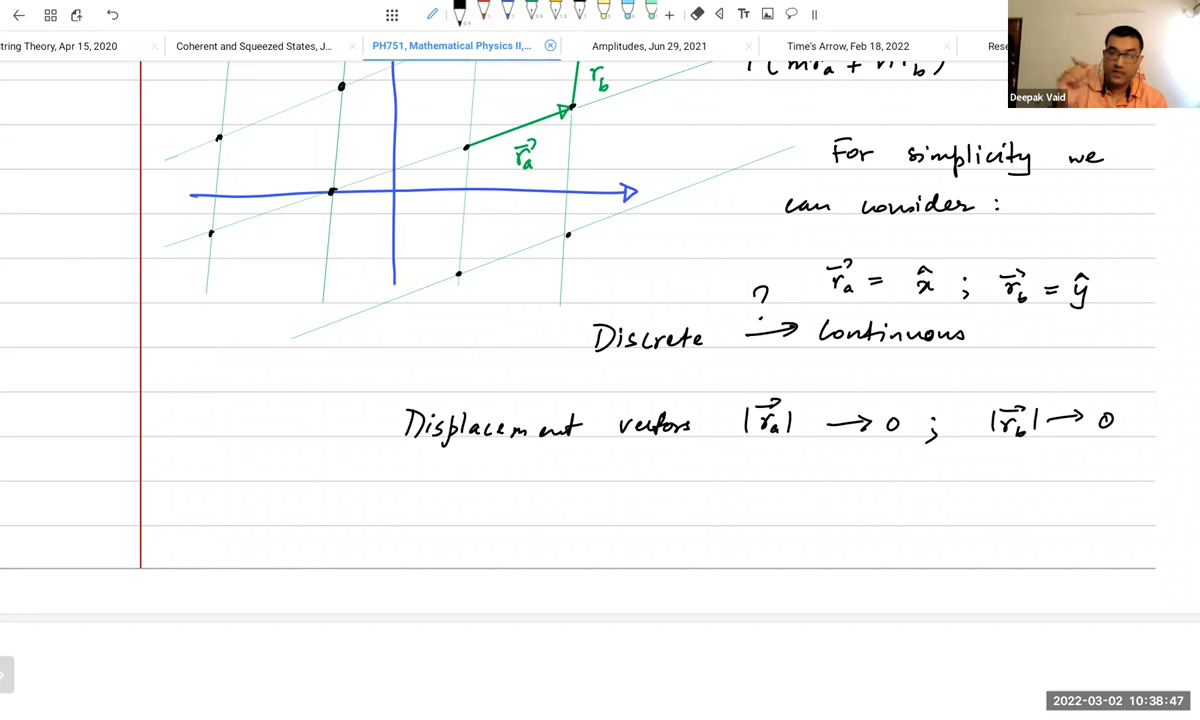 tring Theory, Apr 15, 2020
Coherent and Squeezed States, J...
PH751, Mathematical Physics II,...
Amplitudes, Jun 29, 2021
Time's Arrow, Feb 18, 2022
Rese
Deepak Vaid
r_b
r⃗_a
For simplicity we
can consider :
r⃗_a = x̂ ; r⃗_b = ŷ
?
Discrete → Continuous
Displacement vectors |r⃗_a| → 0 ; |r⃗_b| → 0
2022-03-02 10:38:47